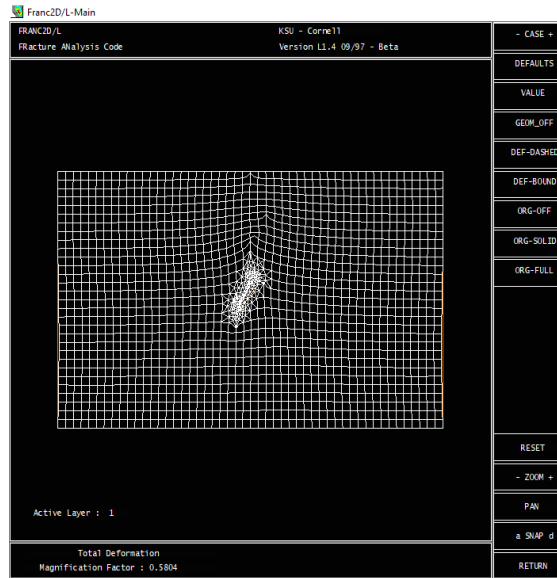 Franc2D/L-Main
FRANC2D/L
KSU - Cornell
FRacture ANalysis Code
Version L1.4 09/97 - Beta
- CASE +
DEFAULTS
VALUE
GEOM_OFF
DEF-DASHED
DEF-BOUND
ORG-OFF
ORG-SOLID
ORG-FULL
RESET
- ZOOM +
PAN
a SNAP d
RETURN
Active Layer : 1
Total Deformation
Magnification Factor : 0.5804